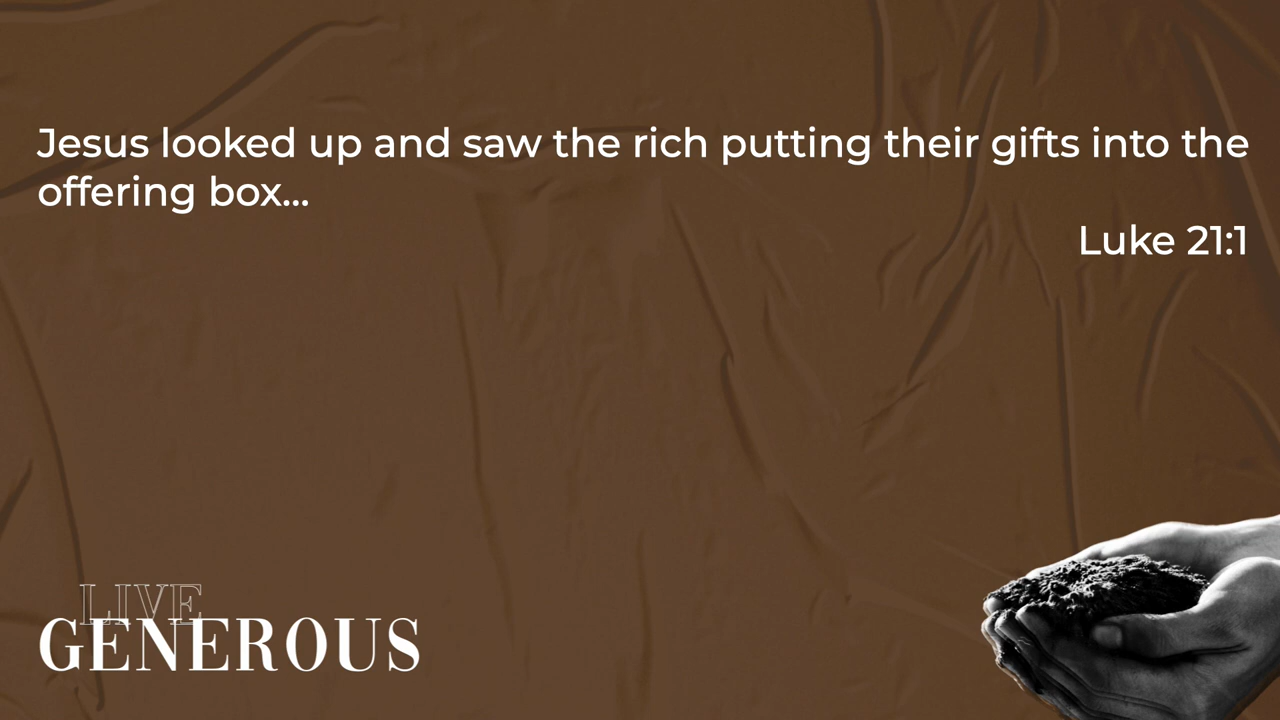 Jesus looked up and saw the rich putting their gifts into the
offering box...
Luke 21:1
LIVE
GENEROUS